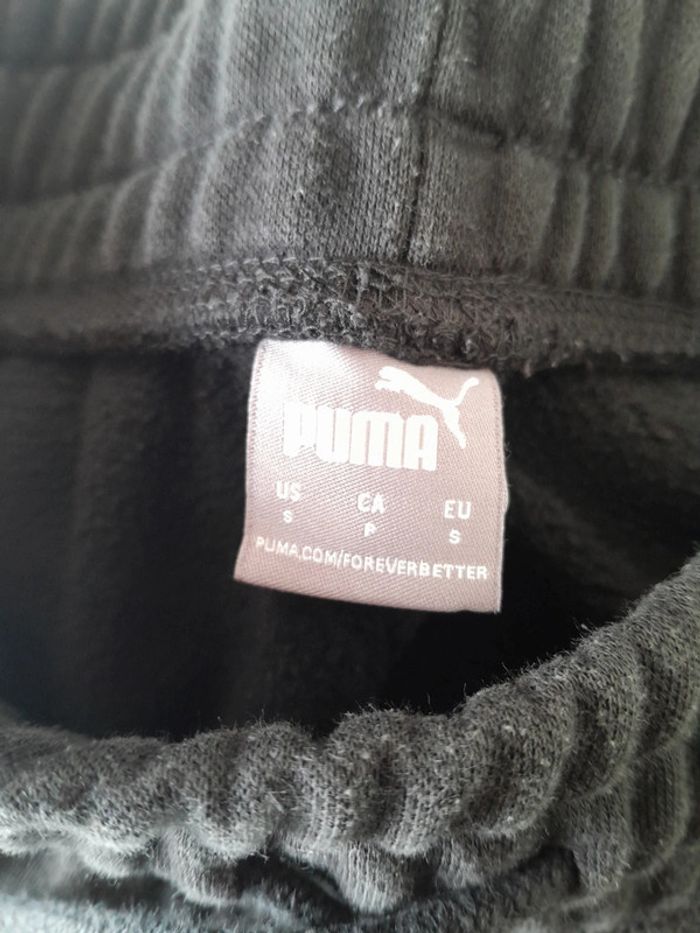 PUMA
US CA EU
S P S
PUMA.COM/FOREVERBETTER